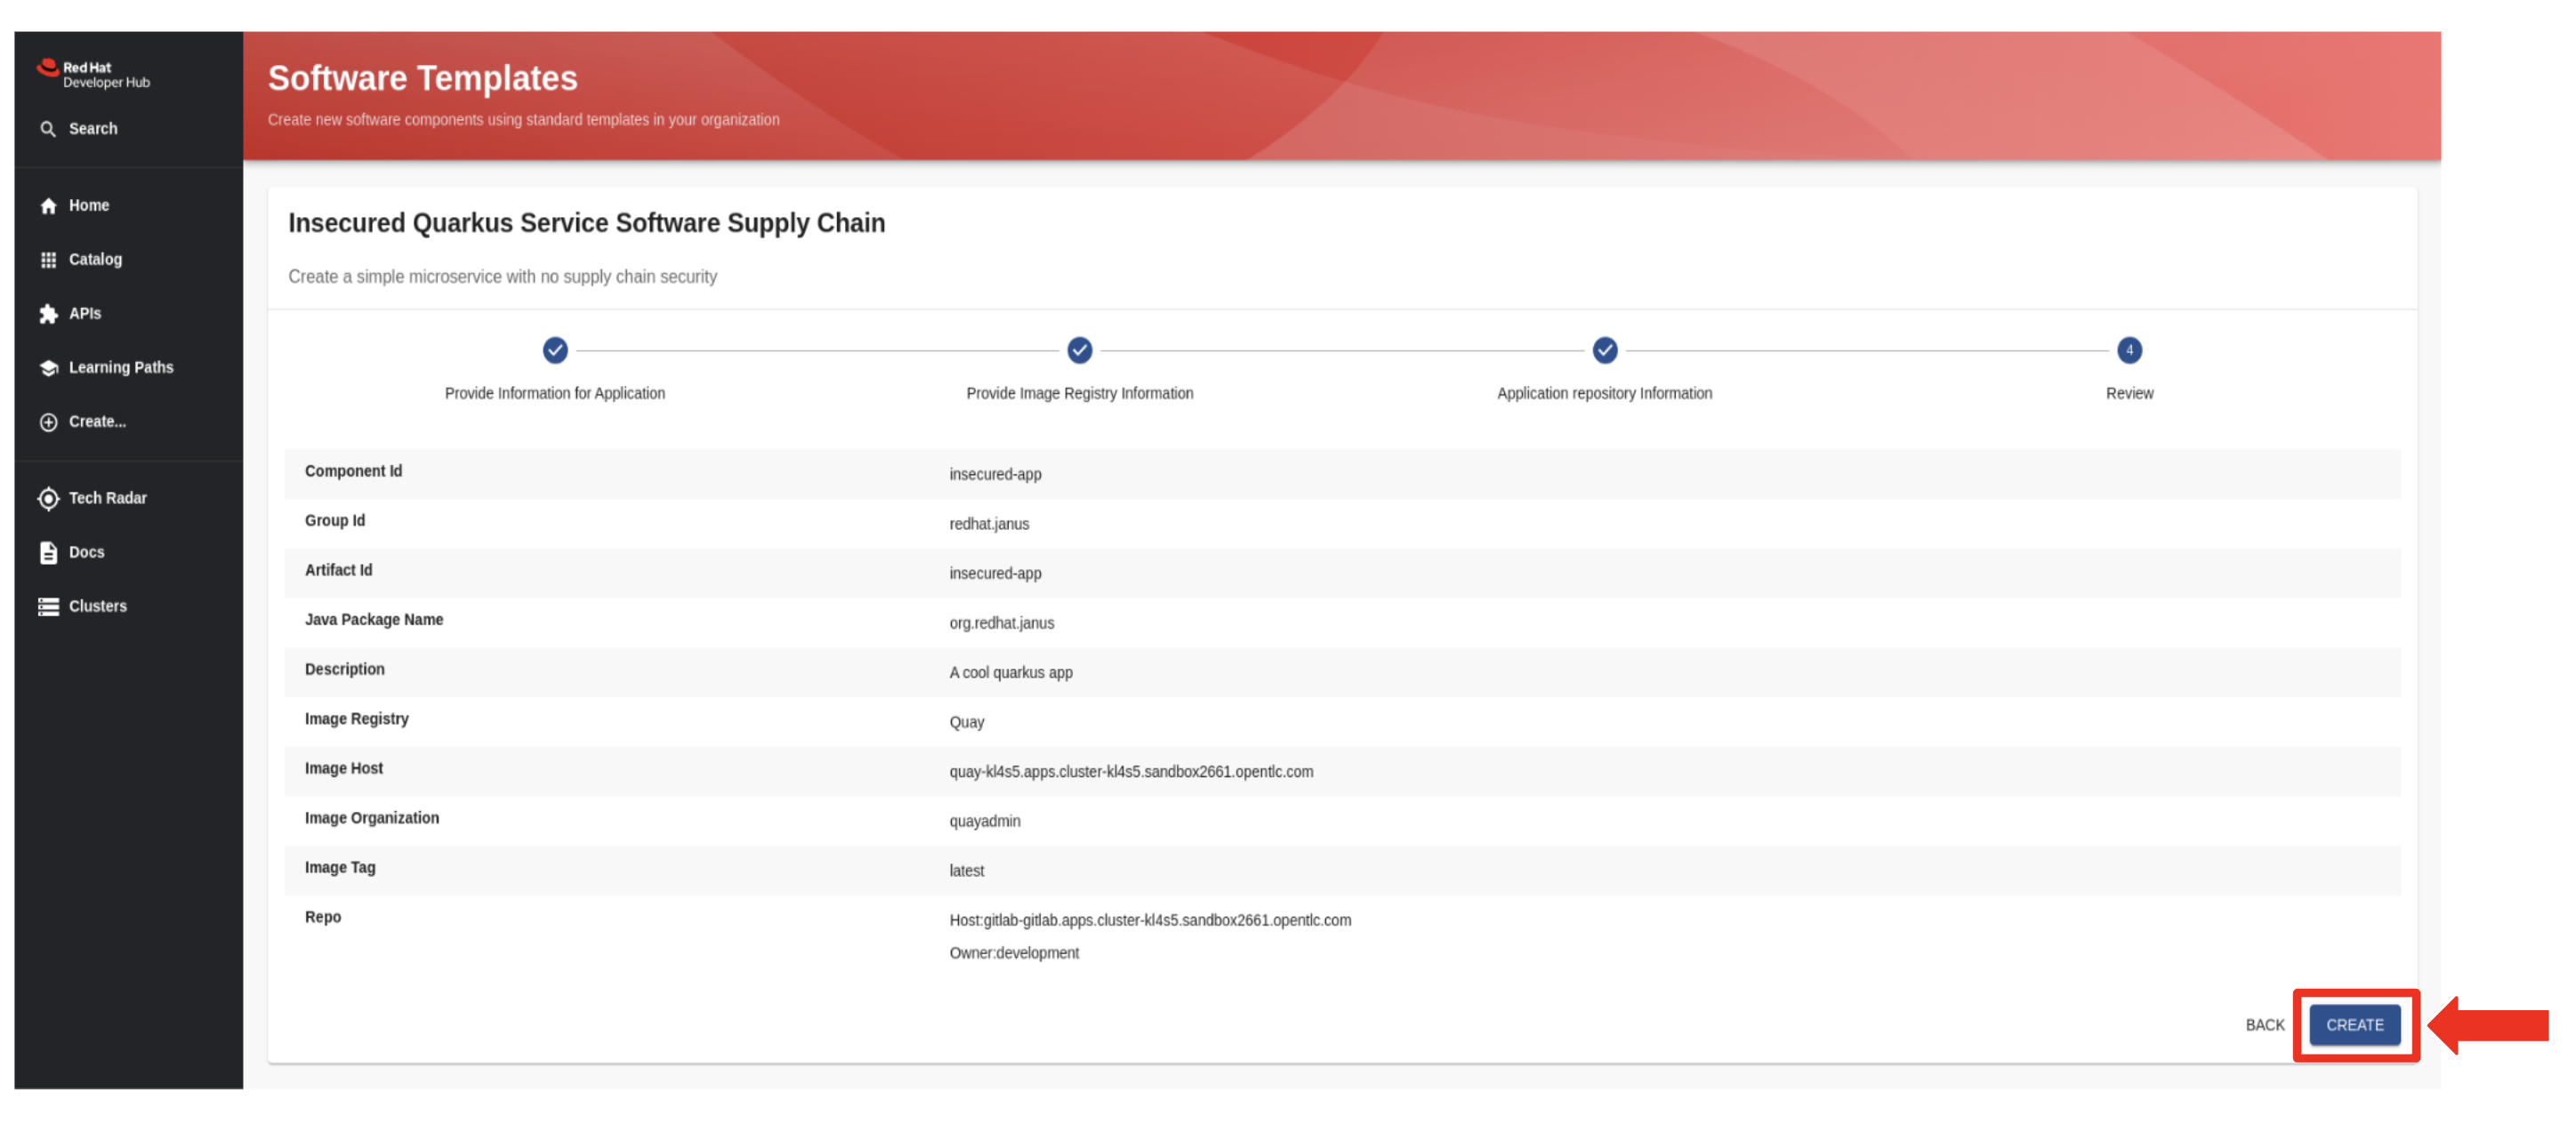 Red Hat
Developer Hub
Search
Home
Catalog
APIs
Learning Paths
Create...
Tech Radar
Docs
Clusters
Software Templates
Create new software components using standard templates in your organization
Insecured Quarkus Service Software Supply Chain
Create a simple microservice with no supply chain security
4
Provide Information for Application Provide Image Registry Information Application repository Information Review
Component Id insecured-app
Group Id redhat.janus
Artifact Id insecured-app
Java Package Name org.redhat.janus
Description A cool quarkus app
Image Registry Quay
Image Host quay-kl4s5.apps.cluster-kl4s5.sandbox2661.opentlc.com
Image Organization quayadmin
Image Tag latest
Repo Host:gitlab-gitlab.apps.cluster-kl4s5.sandbox2661.opentlc.com
Owner:development
BACK CREATE